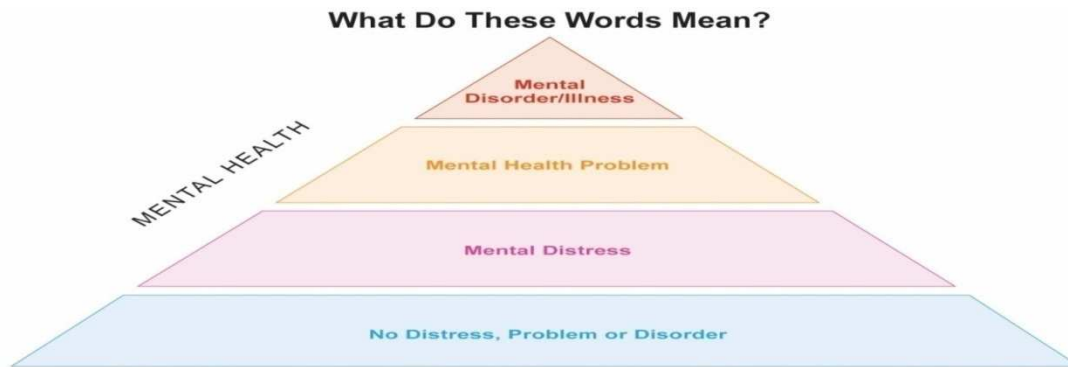 What Do These Words Mean?
Mental
Disorder/Illness
MENTAL HEALTH
Mental Health Problem
Mental Distress
No Distress, Problem or Disorder